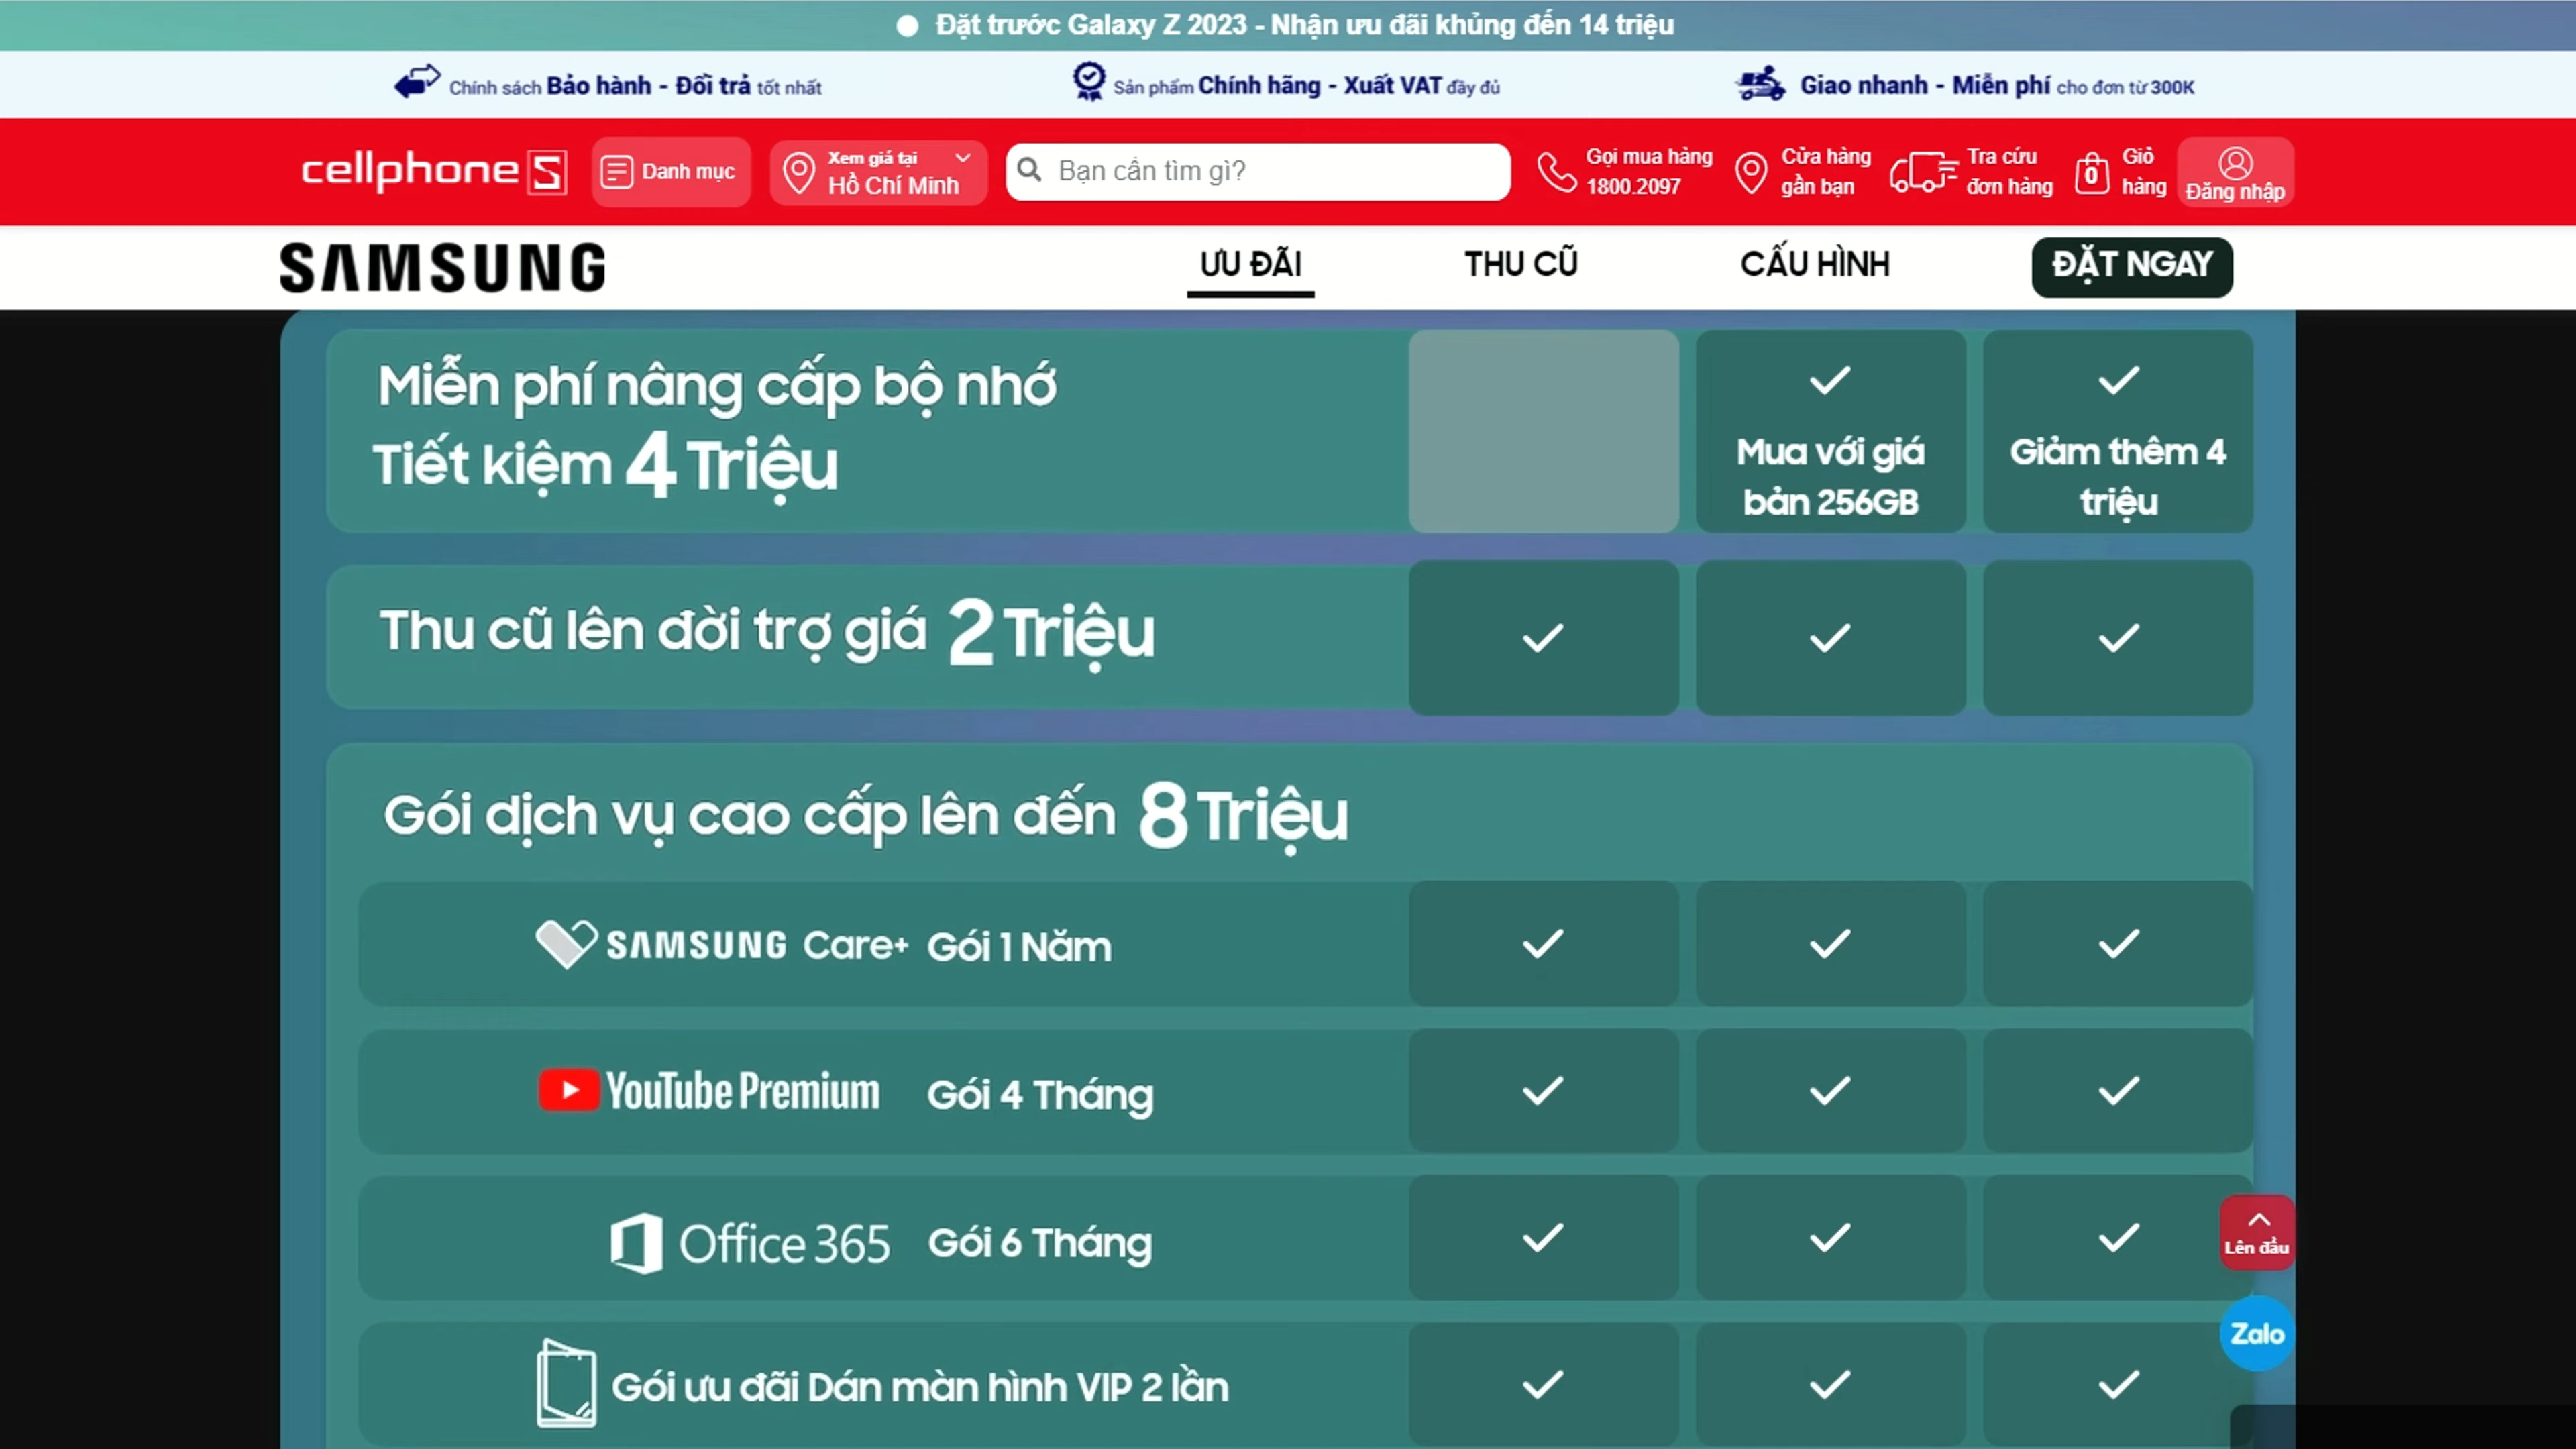 Đặt trước Galaxy Z 2023 - Nhận ưu đãi khủng đến 14 triệu
Chính sách Bảo hành - Đổi trả tốt nhất
Sản phẩm Chính hãng - Xuất VAT đầy đủ
Giao nhanh - Miễn phí cho đơn từ 300K
cellphoneS
Danh mục
Xem giá tại
Hồ Chí Minh
Bạn cần tìm gì?
Gọi mua hàng
1800.2097
Cửa hàng
gần bạn
Tra cứu
đơn hàng
0
Giỏ
hàng
Đăng nhập
SAMSUNG
ƯU ĐÃI
THU CŨ
CẤU HÌNH
ĐẶT NGAY
Miễn phí nâng cấp bộ nhớ
Tiết kiệm 4 Triệu
Mua với giá
bản 256GB
Giảm thêm 4
triệu
Thu cũ lên đời trợ giá 2 Triệu
Gói dịch vụ cao cấp lên đến 8 Triệu
SAMSUNG Care+ Gói 1 Năm
YouTube Premium Gói 4 Tháng
Office 365 Gói 6 Tháng
Lên đầu
Zalo
Gói ưu đãi Dán màn hình VIP 2 lần